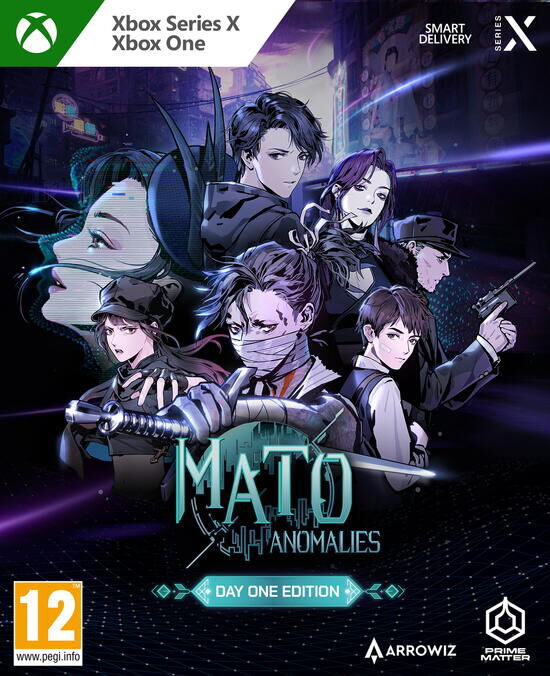 Xbox Series X
Xbox One
SMART
DELIVERY
SERIES X
MATO
ANOMALIES
DAY ONE EDITION
12
www.pegi.info
ARROWIZ
PRIME
MATTER